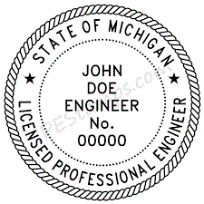 STATE OF MICHIGAN
JOHN
DOE
ENGINEER
No.
00000
LICENSED PROFESSIONAL ENGINEER